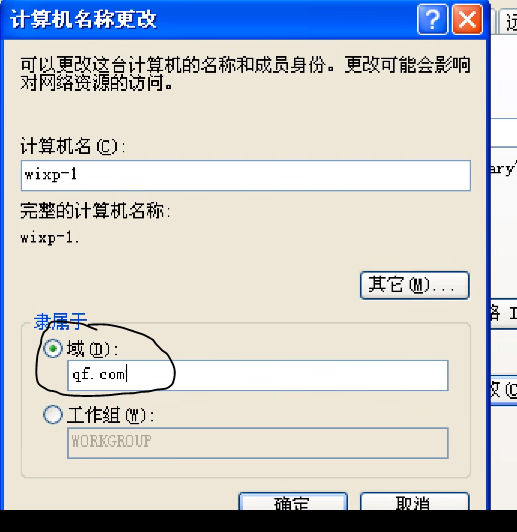 计算机名称更改
远
可以更改这台计算机的名称和成员身份。更改可能会影响
对网络资源的访问。
计算机名(C):
wixp-1
ary
完整的计算机名称:
wixp-1.
其它(M)...
隶属于
域(D):
qf.com
工作组(W):
WORKGROUP
确定
取消